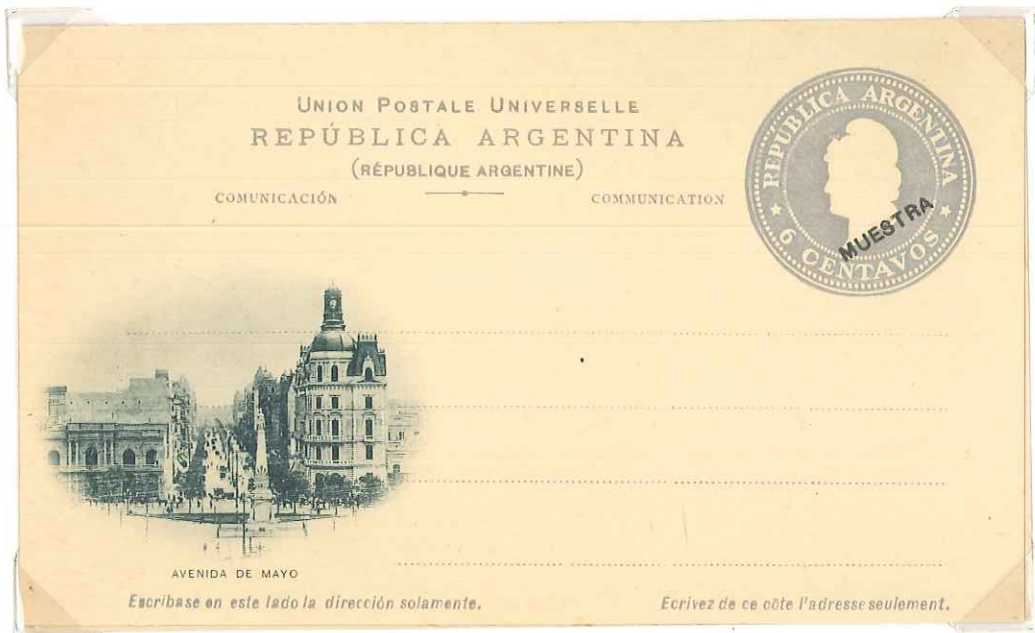 UNION POSTALE UNIVERSELLE
REPÚBLICA ARGENTINA
(RÉPUBLIQUE ARGENTINE)
COMUNICACIÓN COMMUNICATION
REPÚBLICA ARGENTINA
6 CENTAVOS
MUESTRA
AVENIDA DE MAYO
Escríbase en este lado la dirección solamente. Ecrivez de ce côte l'adresse seulement.